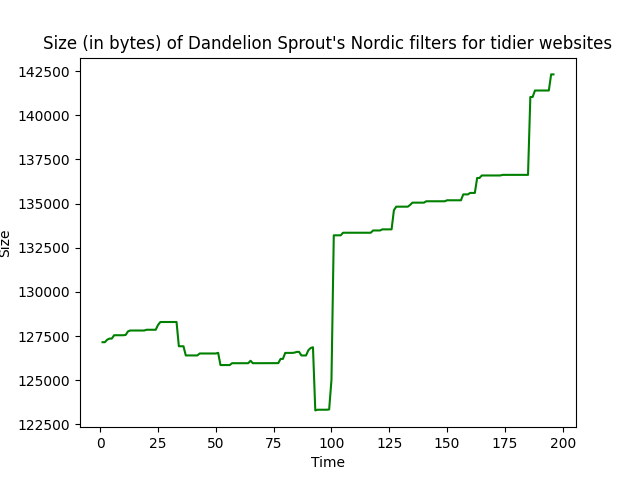 Size (in bytes) of Dandelion Sprout's Nordic filters for tidier websites
142500
140000
137500
135000
132500
130000
127500
125000
122500
Size
0 25 50 75 100 125 150 175 200
Time